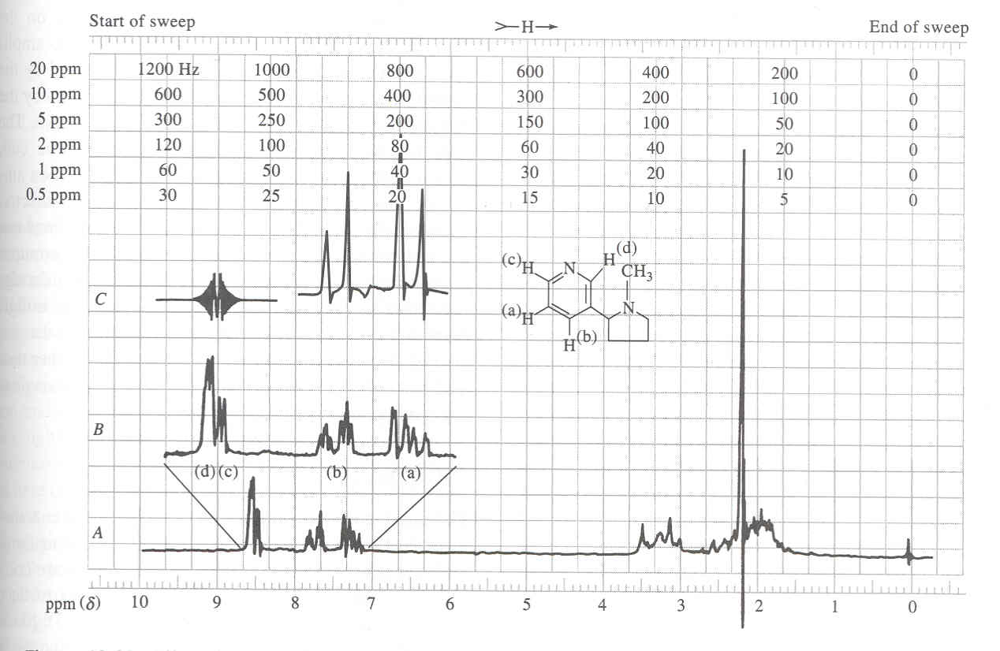 Start of sweep >—H→ End of sweep
20 ppm 1200 Hz 1000 800 600 400 200 0
10 ppm 600 500 400 300 200 100 0
5 ppm 300 250 200 150 100 50 0
2 ppm 120 100 80 60 40 20 0
1 ppm 60 50 40 30 20 10 0
0.5 ppm 30 25 20 15 10 5 0
(c) H N H (d)
CH3
C
(a) H N
H (b)
B
(d) (c) (b) (a)
A
ppm (δ) 10 9 8 7 6 5 4 3 2 1 0